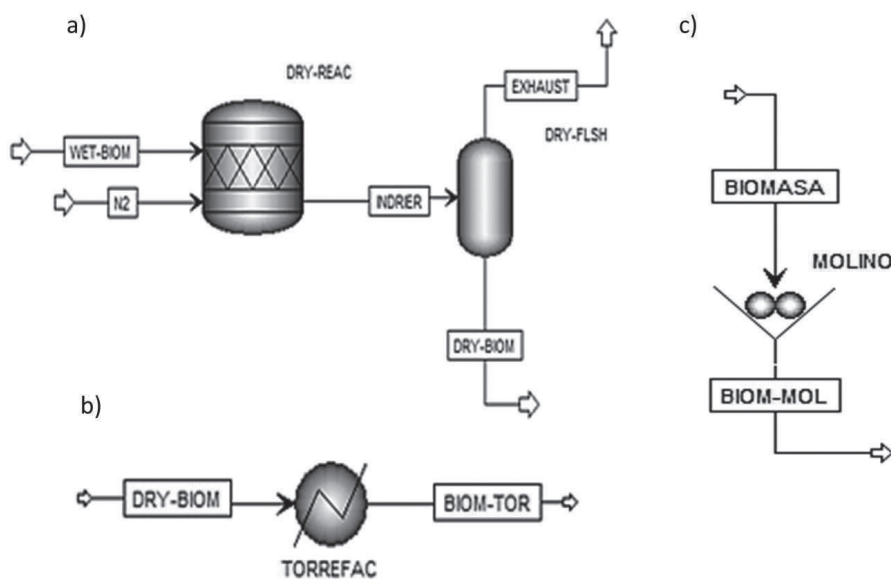 a)
DRY-REAC
WET-BIOM
N2
INDRIER
EXHAUST
DRY-FLSH
DRY-BIOM
b)
DRY-BIOM
BIOM-TOR
TORREFAC
c)
BIOMASA
MOLINO
BIOM-MOL